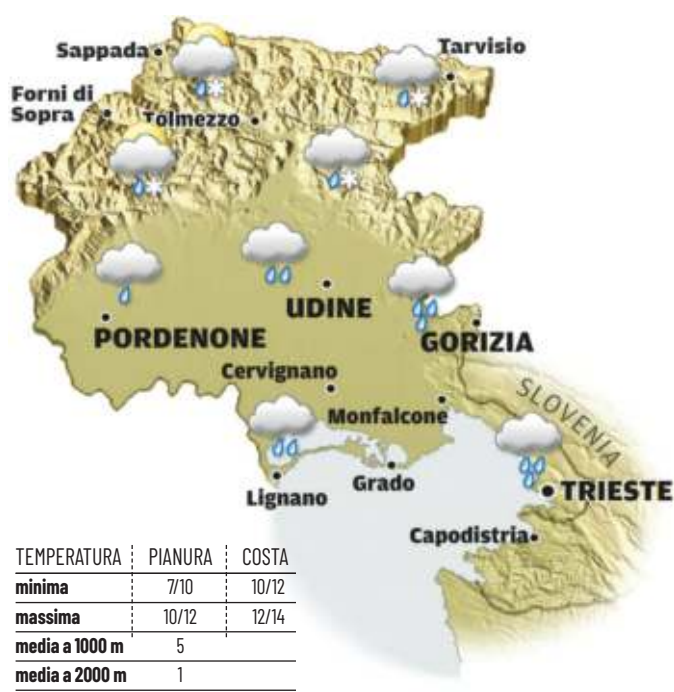 Sappada
Tarvisio
Forni di
Sopra
Tolmezzo
UDINE
PORDENONE
GORIZIA
Cervignano
Monfalcone
SLOVENIA
Lignano
Grado
TRIESTE
Capodistria
TEMPERATURA PIANURA COSTA
minima 7/10 10/12
massima 10/12 12/14
media a 1000 m 5
media a 2000 m 1